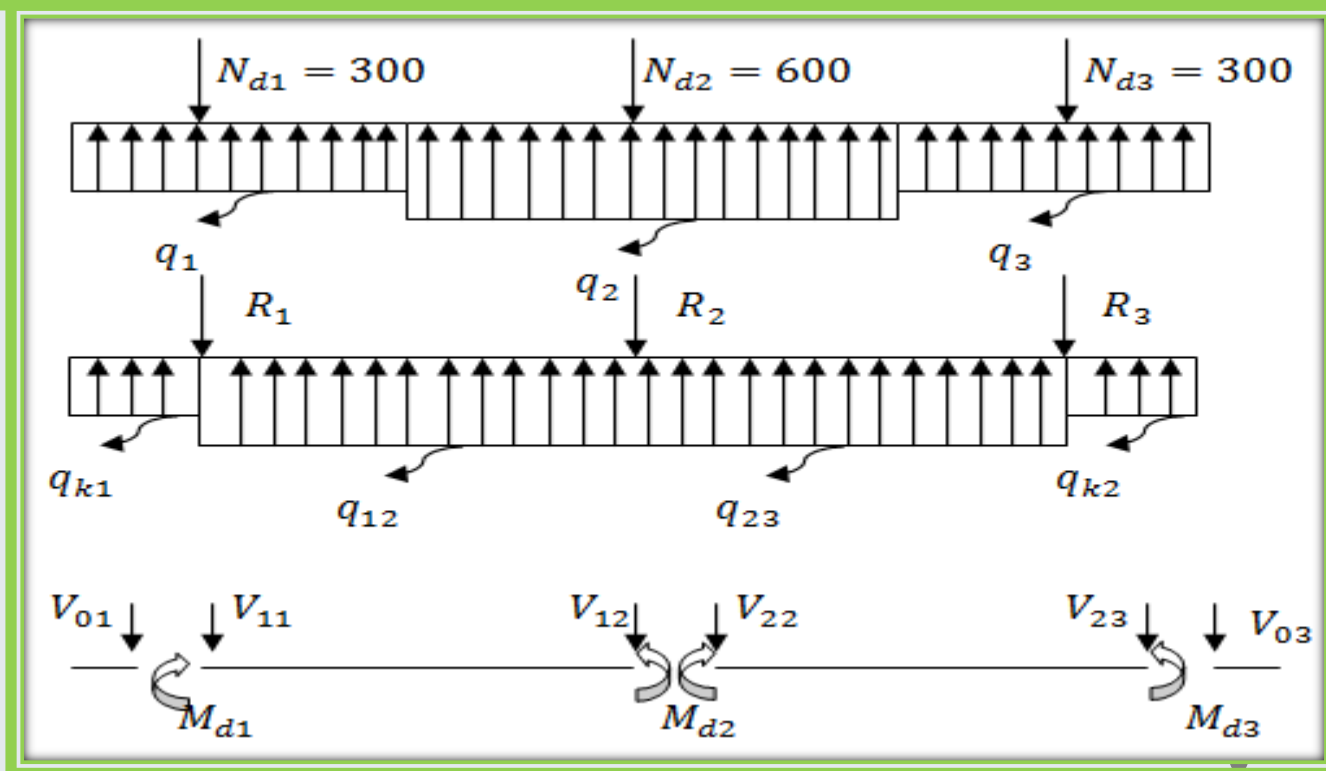 N_{d1} = 300 N_{d2} = 600 N_{d3} = 300
q_1 q_2 q_3
R_1 R_2 R_3
q_{k1} q_{12} q_{23} q_{k2}
V_{01} V_{11} V_{12} V_{22} V_{23} V_{03}
M_{d1} M_{d2} M_{d3}